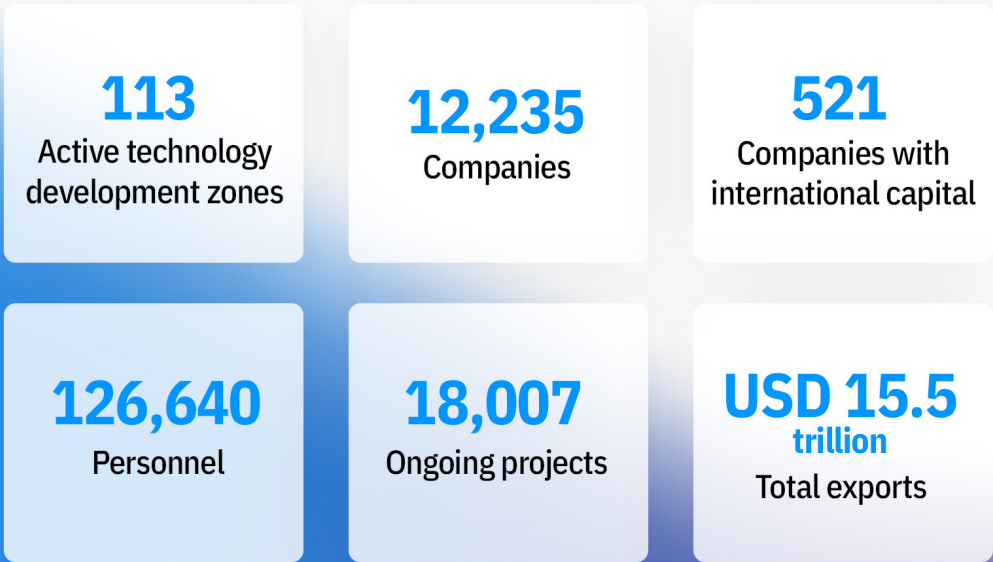 113
Active technology
development zones
12,235
Companies
521
Companies with
international capital
126,640
Personnel
18,007
Ongoing projects
USD 15.5
trillion
Total exports